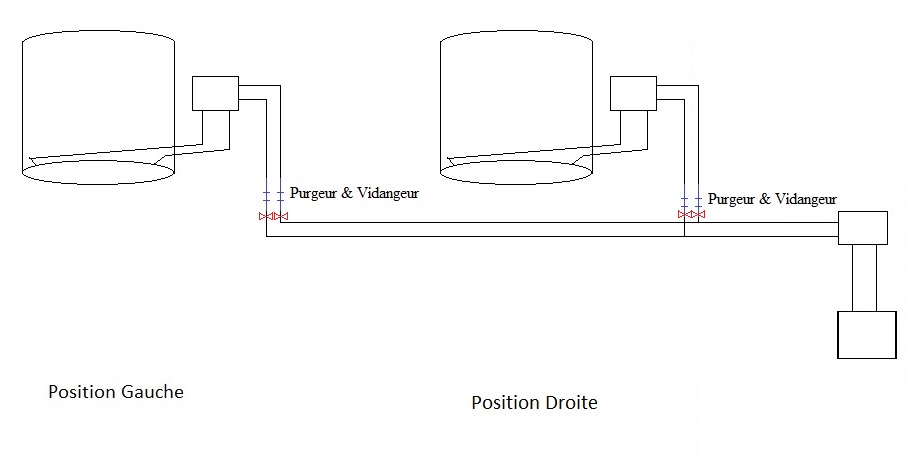 Purgeur & Vidangeur
Purgeur & Vidangeur
Position Gauche
Position Droite